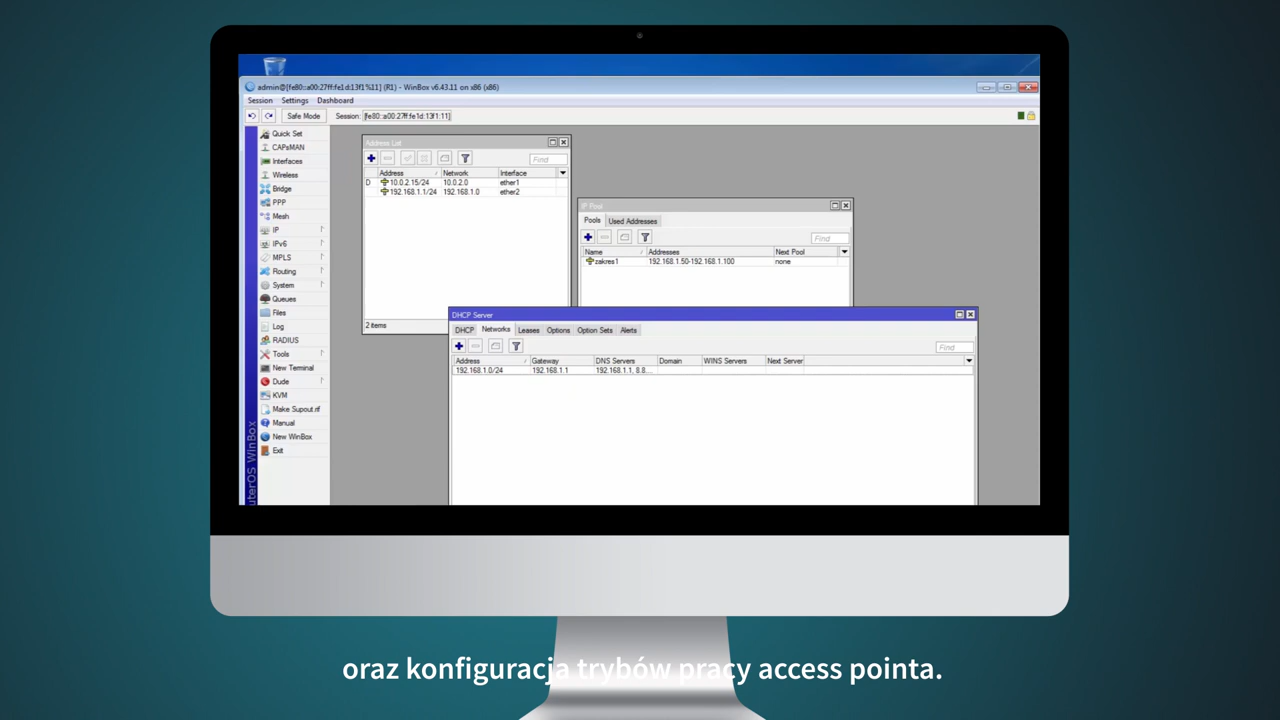 admin@[fe80::a00:27ff:fe1d:13f1%11] (R1) - WinBox v6.43.11 on x86 (x86)
Session Settings Dashboard
Safe Mode Session: [fe80::a00:27ff:fe1d:13f1:11]
Quick Set
CAPsMAN
Interfaces
Wireless
Bridge
PPP
Mesh
IP
IPv6
MPLS
Routing
System
Queues
Files
Log
RADIUS
Tools
New Terminal
Dude
KVM
Make Supout.rif
Manual
New WinBox
Exit
uterOS WinBox
Address List
Find
Address Network Interface
D 10.0.2.15/24 10.0.2.0 ether1
192.168.1.1/24 192.168.1.0 ether2
2 items
IP Pool
Pools Used Addresses
Find
Name Addresses Next Pool
zakres1 192.168.1.50-192.168.1.100 none
DHCP Server
DHCP Networks Leases Options Option Sets Alerts
Find
Address Gateway DNS Servers Domain WINS Servers Next Server
192.168.1.0/24 192.168.1.1 192.168.1.1, 8.8....
oraz konfiguracja trybów pracy access pointa.